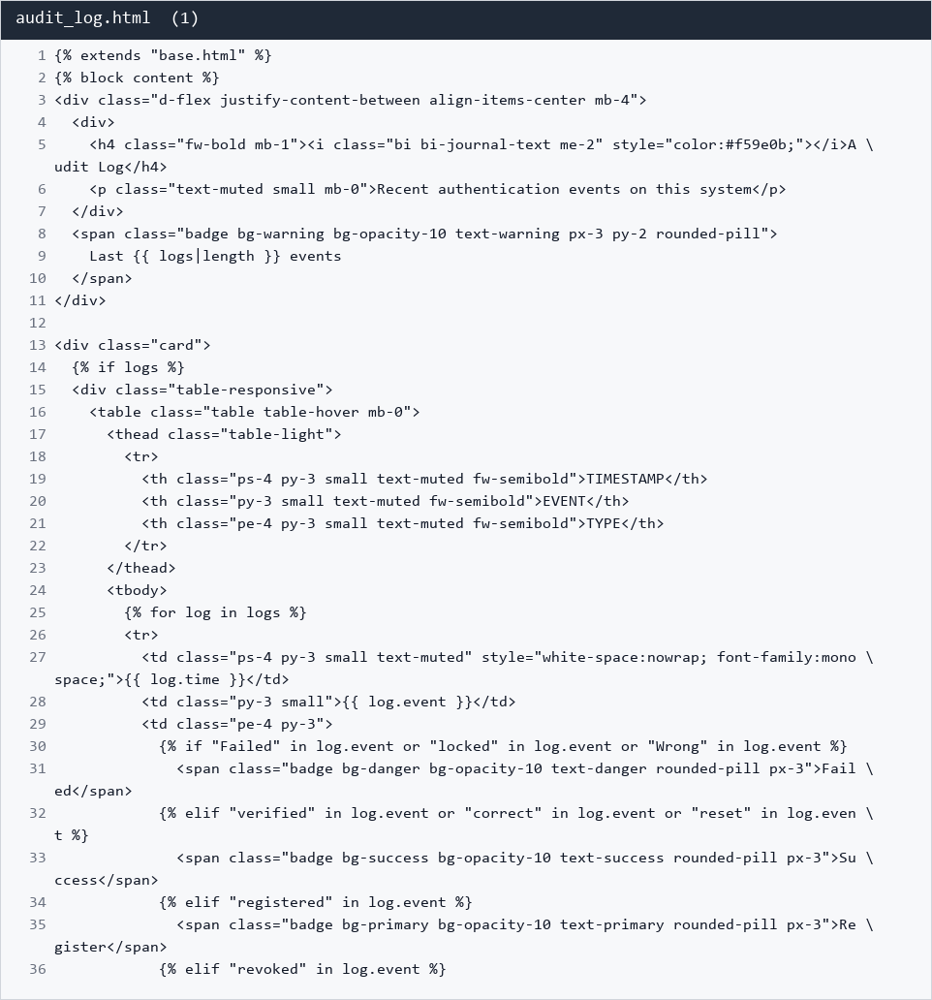 audit_log.html  (1)
1 {% extends "base.html" %}
2 {% block content %}
3 <div class="d-flex justify-content-between align-items-center mb-4">
4   <div>
5     <h4 class="fw-bold mb-1"><i class="bi bi-journal-text me-2" style="color:#f59e0b;"></i>A \
udit Log</h4>
6     <p class="text-muted small mb-0">Recent authentication events on this system</p>
7   </div>
8   <span class="badge bg-warning bg-opacity-10 text-warning px-3 py-2 rounded-pill">
9     Last {{ logs|length }} events
10   </span>
11 </div>
12
13 <div class="card">
14   {% if logs %}
15   <div class="table-responsive">
16     <table class="table table-hover mb-0">
17       <thead class="table-light">
18         <tr>
19           <th class="ps-4 py-3 small text-muted fw-semibold">TIMESTAMP</th>
20           <th class="py-3 small text-muted fw-semibold">EVENT</th>
21           <th class="pe-4 py-3 small text-muted fw-semibold">TYPE</th>
22         </tr>
23       </thead>
24       <tbody>
25         {% for log in logs %}
26         <tr>
27           <td class="ps-4 py-3 small text-muted" style="white-space:nowrap; font-family:mono \
space;">{{ log.time }}</td>
28           <td class="py-3 small">{{ log.event }}</td>
29           <td class="pe-4 py-3">
30             {% if "Failed" in log.event or "locked" in log.event or "Wrong" in log.event %}
31               <span class="badge bg-danger bg-opacity-10 text-danger rounded-pill px-3">Fail \
ed</span>
32             {% elif "verified" in log.event or "correct" in log.event or "reset" in log.even \
t %}
33               <span class="badge bg-success bg-opacity-10 text-success rounded-pill px-3">Su \
ccess</span>
34             {% elif "registered" in log.event %}
35               <span class="badge bg-primary bg-opacity-10 text-primary rounded-pill px-3">Re \
gister</span>
36             {% elif "revoked" in log.event %}